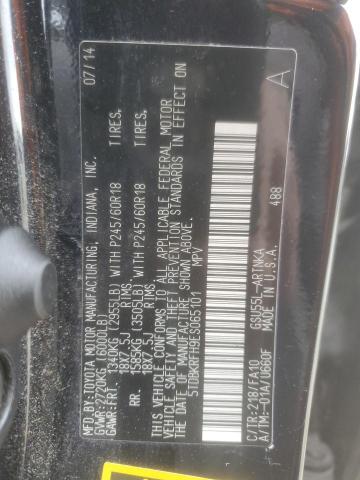 MFD.BY:TOYOTA MOTOR MANUFACTURING, INDIANA, INC. 07/14
GVWR:2720KG(6000LB)
GAWR:FRT. 1340KG (2955LB) WITH P245/60R18 TIRES.
18X7.5J RIMS
RR. 1585KG (3505LB) WITH P245/60R18 TIRES.
18X7.5J RIMS
THIS VEHICLE CONFORMS TO ALL APPLICABLE FEDERAL MOTOR
VEHICLE SAFETY AND THEFT PREVENTION STANDARDS IN EFFECT ON
THE DATE OF MANUFACTURE SHOWN ABOVE.
5TDBKRFH9ES065101 MPV
A
C/TR:218/FA10 GSU55L-ARTNKA
A/TM:-01A/U660F MADE IN U.S.A. 488